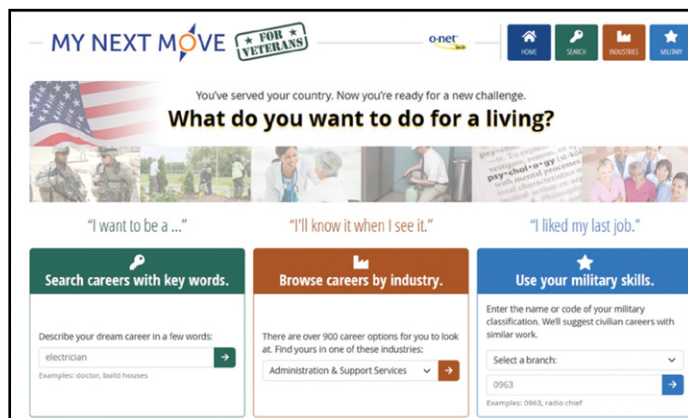 MY NEXT MOVE
★ FOR ★
VETERANS
o·net
HOME
SEARCH
INDUSTRIES
MILITARY
You've served your country. Now you're ready for a new challenge.
What do you want to do for a living?
psy·chol·o·gy
with mental processes
"I want to be a ..."
"I'll know it when I see it."
"I liked my last job."
Search careers with key words.
Browse careers by industry.
Use your military skills.
Describe your dream career in a few words:
electrician
Examples: doctor, build houses
There are over 900 career options for you to look
at. Find yours in one of these industries:
Administration & Support Services
Enter the name or code of your military
classification. We'll suggest civilian careers with
similar work.
Select a branch:
0963
Examples: 0963, radio chief